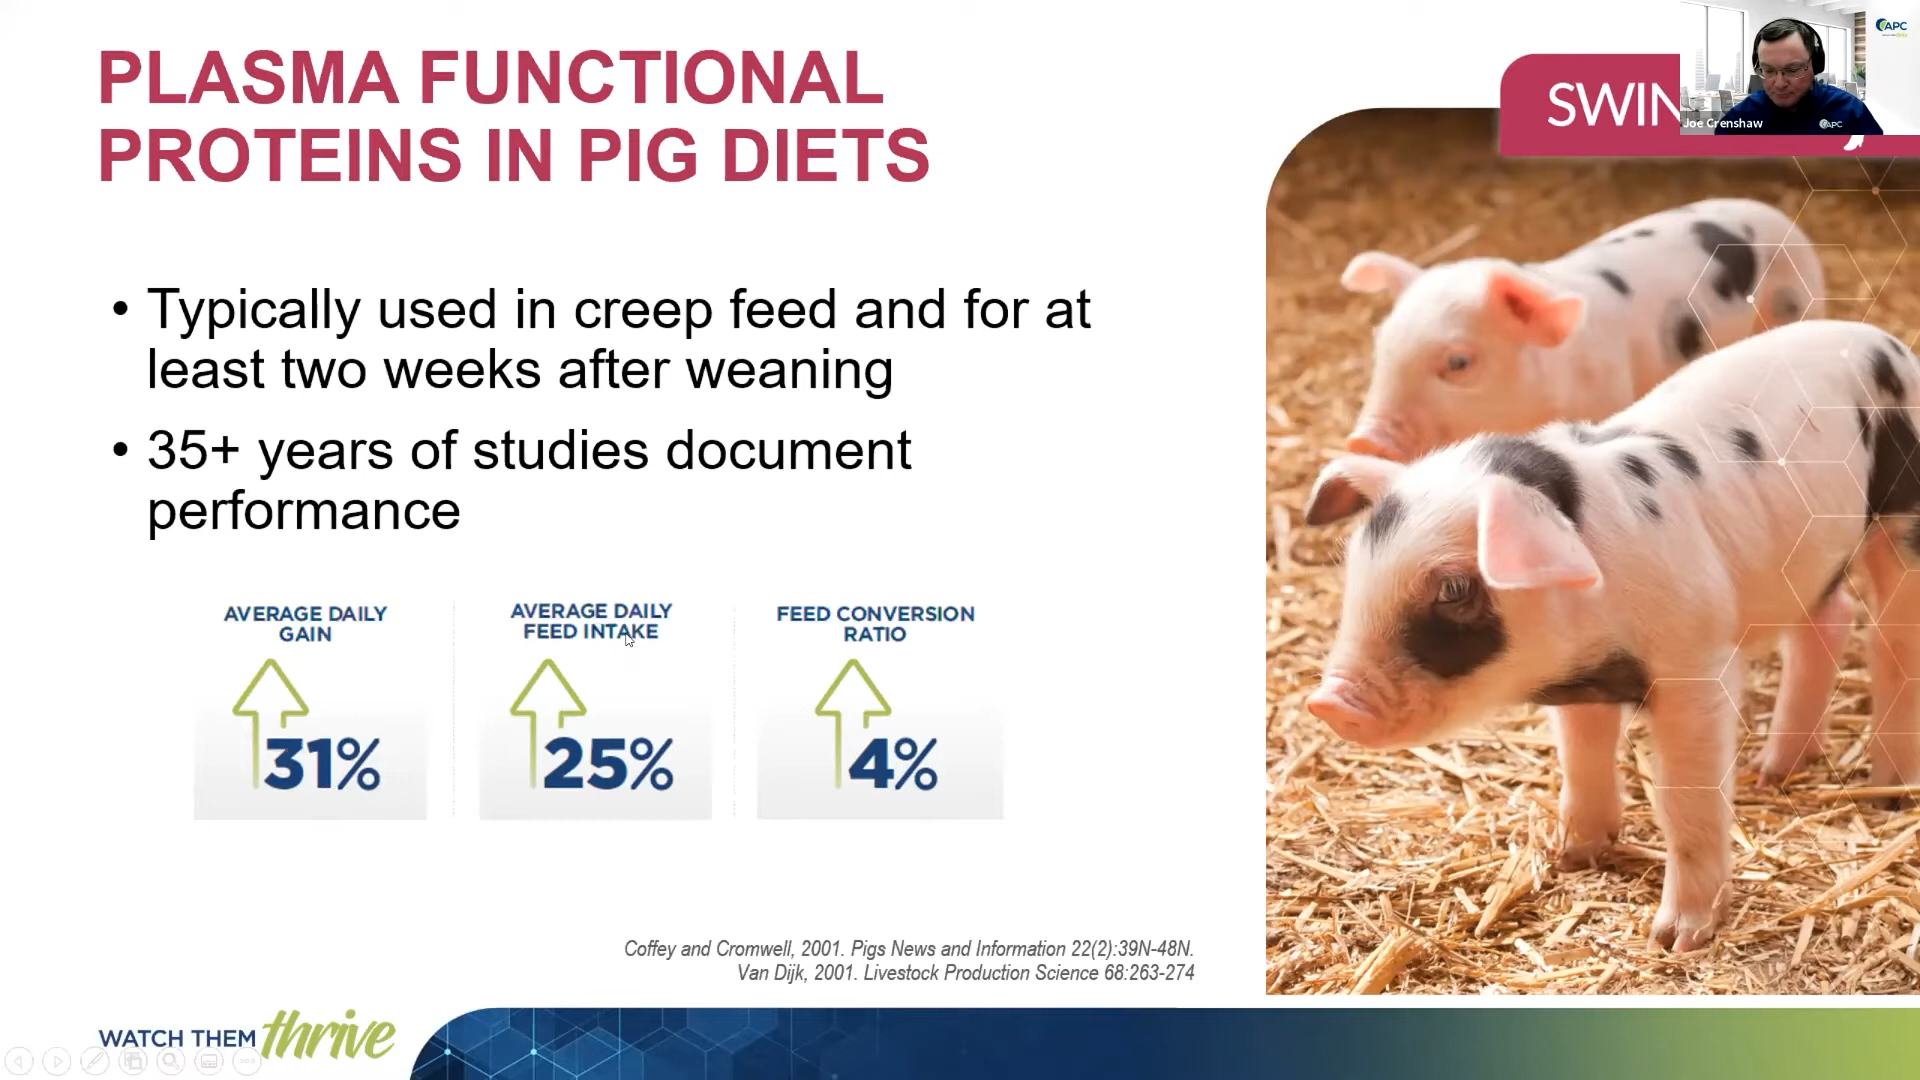 PLASMA FUNCTIONAL
PROTEINS IN PIG DIETS
APC
SWIN
Joe Crenshaw
APC
• Typically used in creep feed and for at
least two weeks after weaning
• 35+ years of studies document
performance
AVERAGE DAILY
GAIN
31%
AVERAGE DAILY
FEED INTAKE
25%
FEED CONVERSION
RATIO
4%
Coffey and Cromwell, 2001. Pigs News and Information 22(2):39N-48N.
Van Dijk, 2001. Livestock Production Science 68:263-274
WATCH THEM thrive